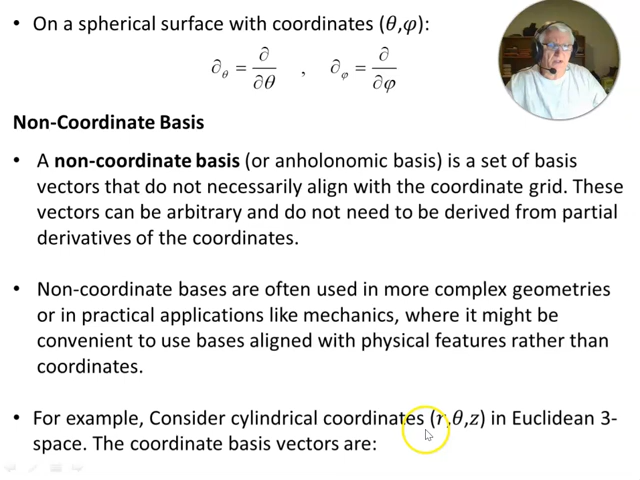 • On a spherical surface with coordinates (θ,φ):
∂_θ = ∂/∂θ , ∂_φ = ∂/∂φ
Non-Coordinate Basis
• A non-coordinate basis (or anholonomic basis) is a set of basis
vectors that do not necessarily align with the coordinate grid. These
vectors can be arbitrary and do not need to be derived from partial
derivatives of the coordinates.
• Non-coordinate bases are often used in more complex geometries
or in practical applications like mechanics, where it might be
convenient to use bases aligned with physical features rather than
coordinates.
• For example, Consider cylindrical coordinates (r,θ,z) in Euclidean 3-
space. The coordinate basis vectors are: